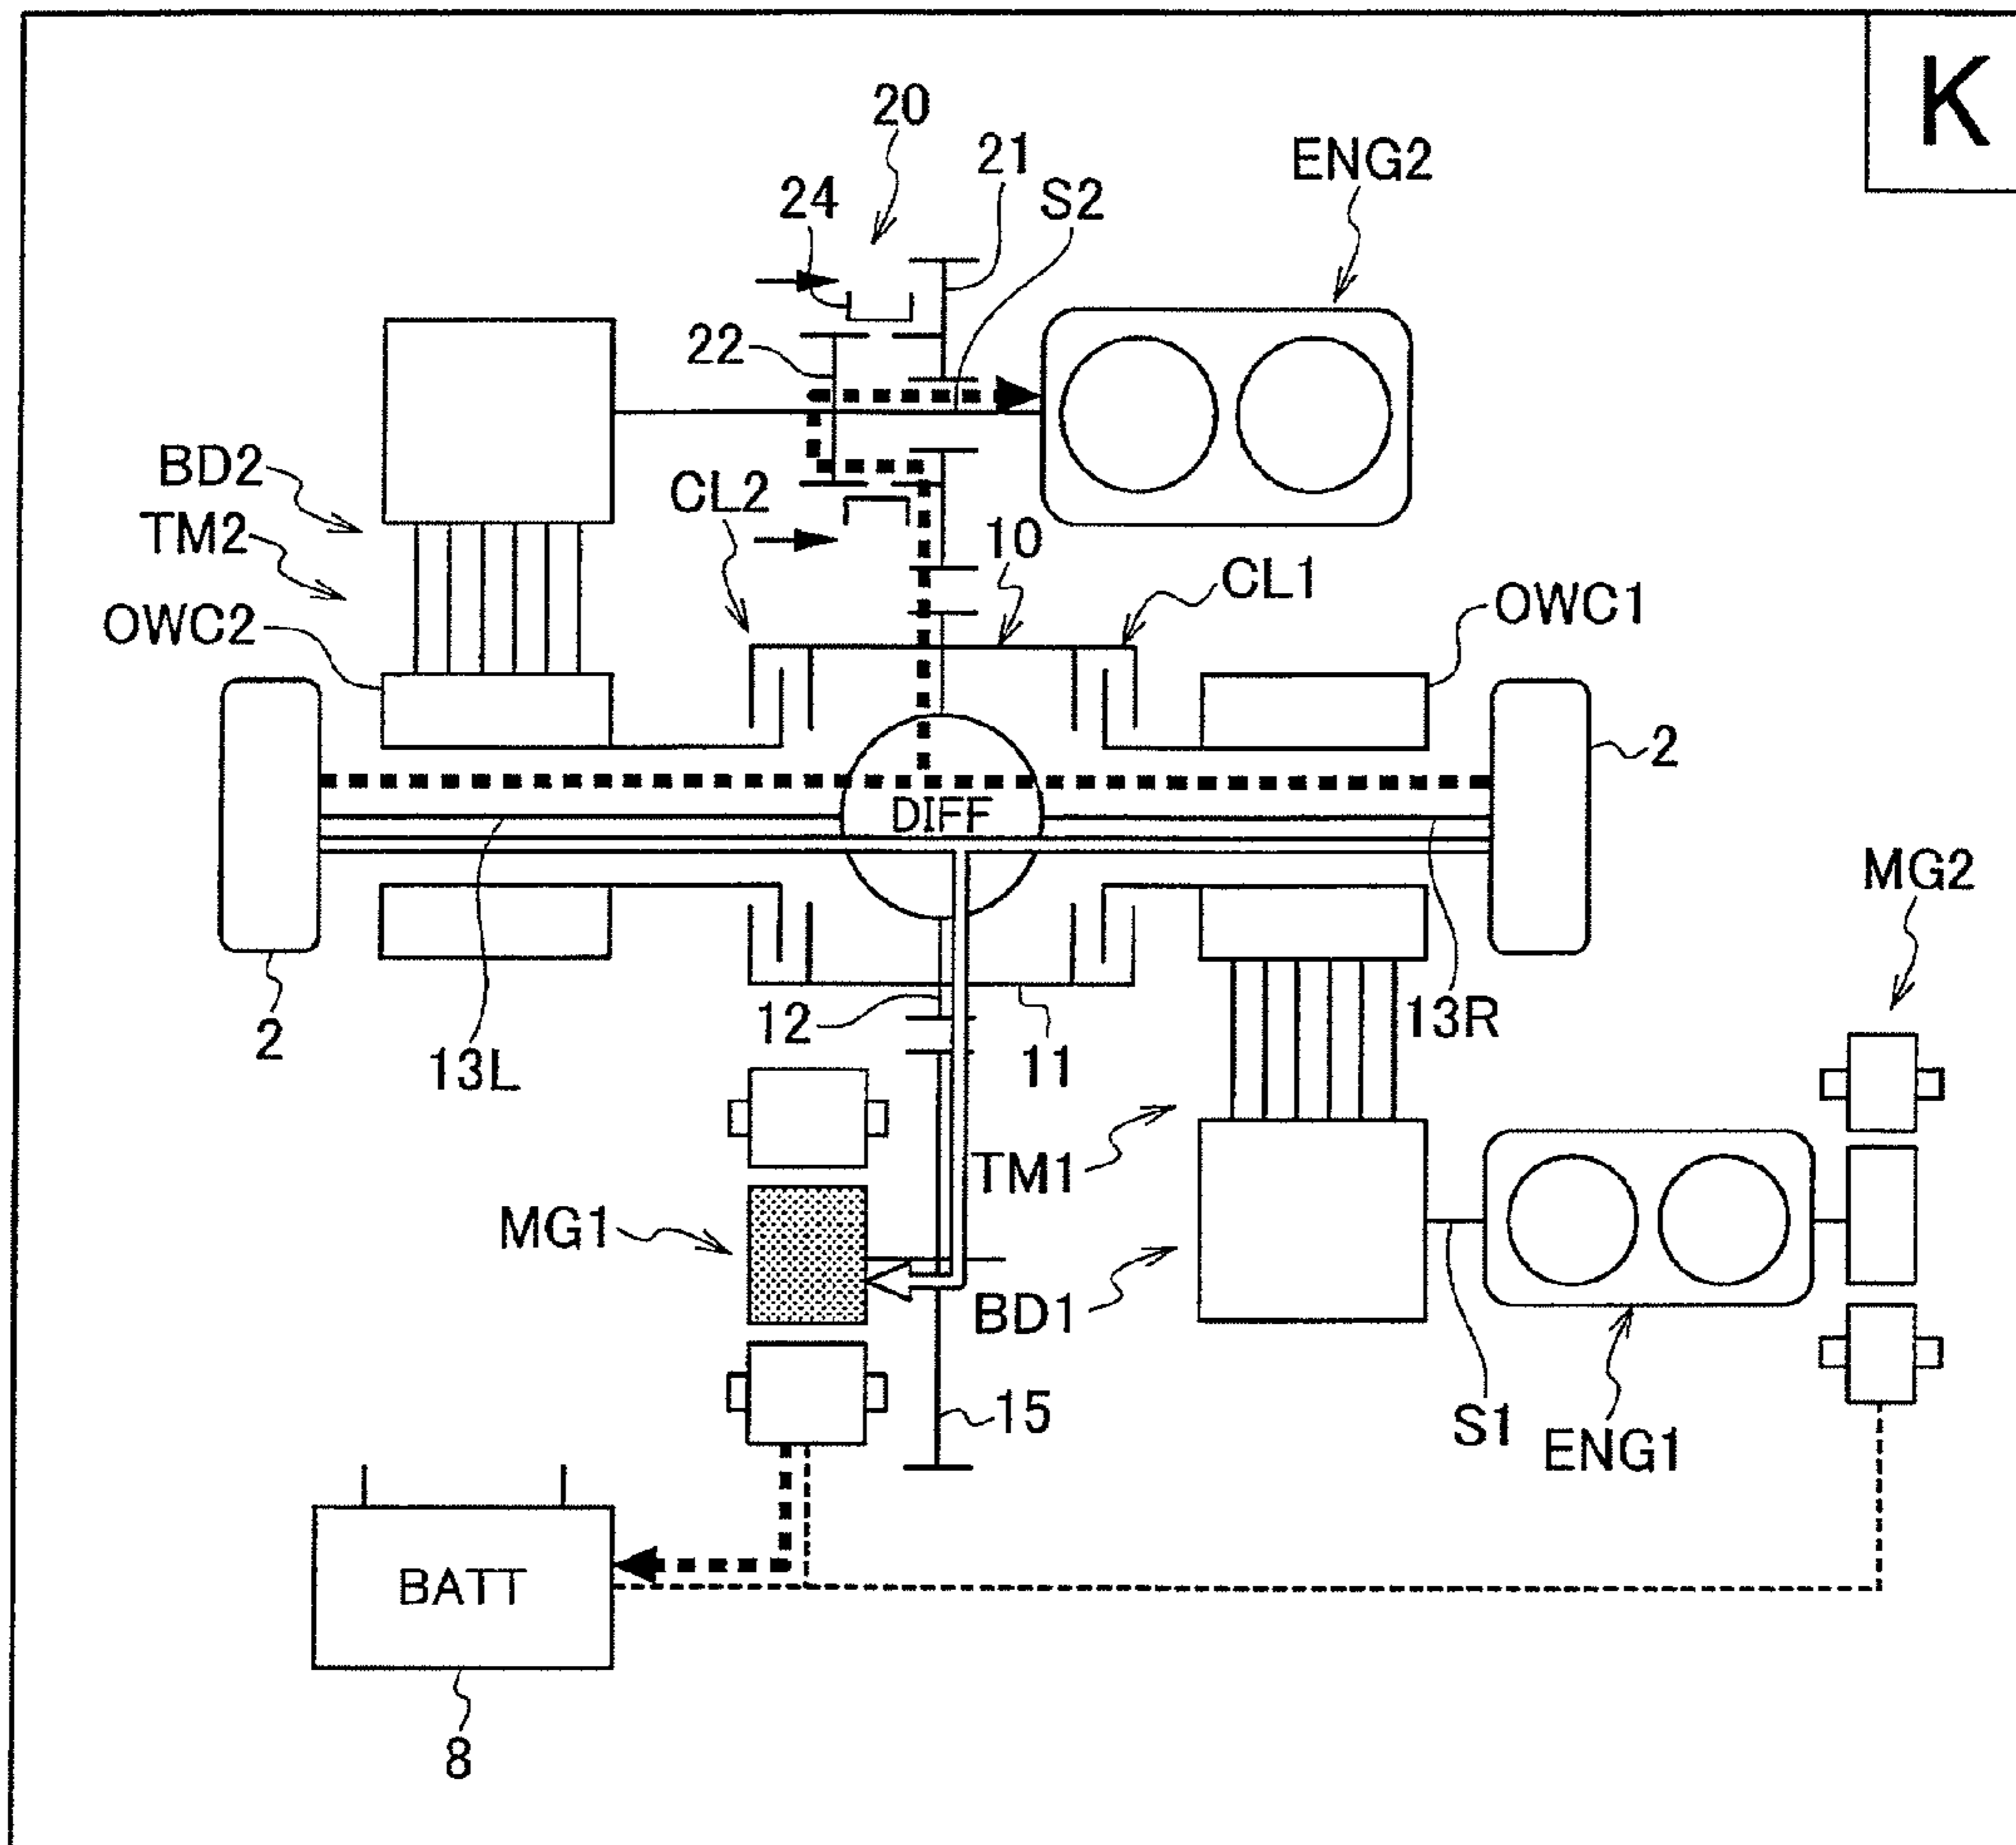 K
20
21
ENG2
24
S2
22
BD2
CL2
TM2
10
CL1
OWC2
OWC1
2
DIFF
MG2
12
13R
2
13L
11
TM1
MG1
BD1
15
S1
ENG1
BATT
8